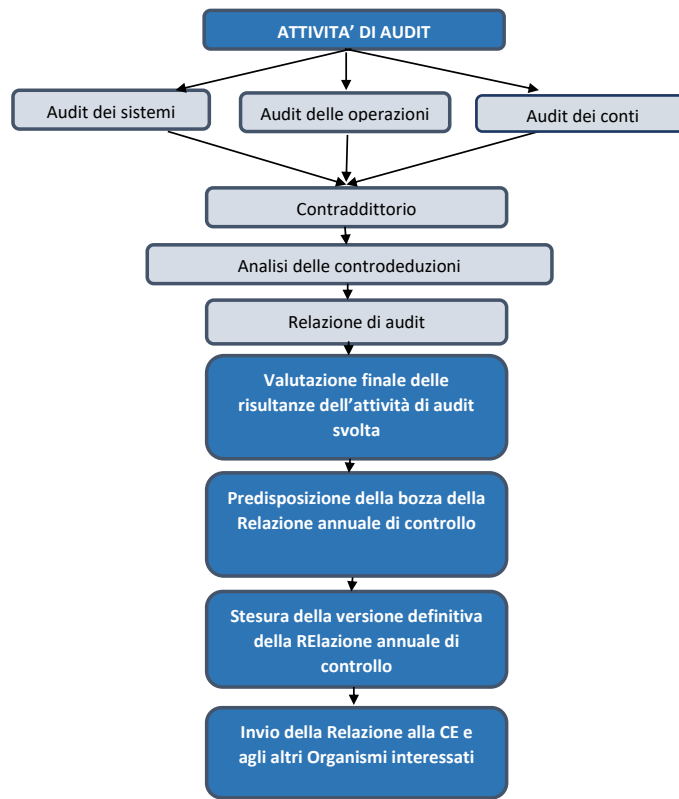 ATTIVITA' DI AUDIT
Audit dei sistemi
Audit delle operazioni
Audit dei conti
Contraddittorio
Analisi delle controdeduzioni
Relazione di audit
Valutazione finale delle
risultanze dell'attività di audit
svolta
Predisposizione della bozza della
Relazione annuale di controllo
Stesura della versione definitiva
della RElazione annuale di
controllo
Invio della Relazione alla CE e
agli altri Organismi interessati